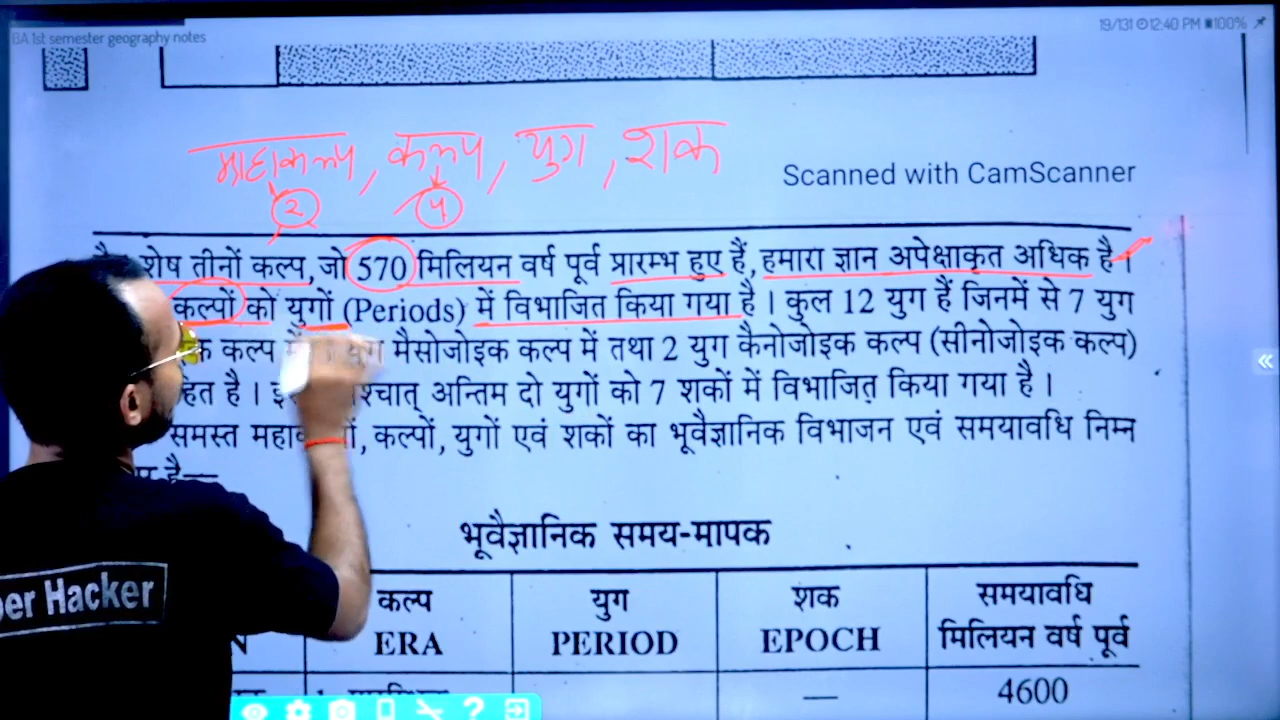 BA 1st semester geography notes
19/131 12:40 PM 100%
माहाकल्प, कल्प, युग, शक
2 4
Scanned with CamScanner
शेष तीनों कल्प, जो 570 मिलियन वर्ष पूर्व प्रारम्भ हुए हैं, हमारा ज्ञान अपेक्षाकृत अधिक है।
कल्पों को युगों (Periods) में विभाजित किया गया है। कुल 12 युग हैं जिनमें से 7 युग
कल्प में युग मैसोजोइक कल्प में तथा 2 युग कैनोजोइक कल्प (सीनोजोइक कल्प)
है। अन्तिम दो युगों को 7 शकों में विभाजित किया गया है।
समस्त कल्पों, युगों एवं शकों का भूवैज्ञानिक विभाजन एवं समयावधि निम्न
है—
भूवैज्ञानिक समय-मापक
कल्प युग शक समयावधि
ERA PERIOD EPOCH मिलियन वर्ष पूर्व
— 4600
Hacker